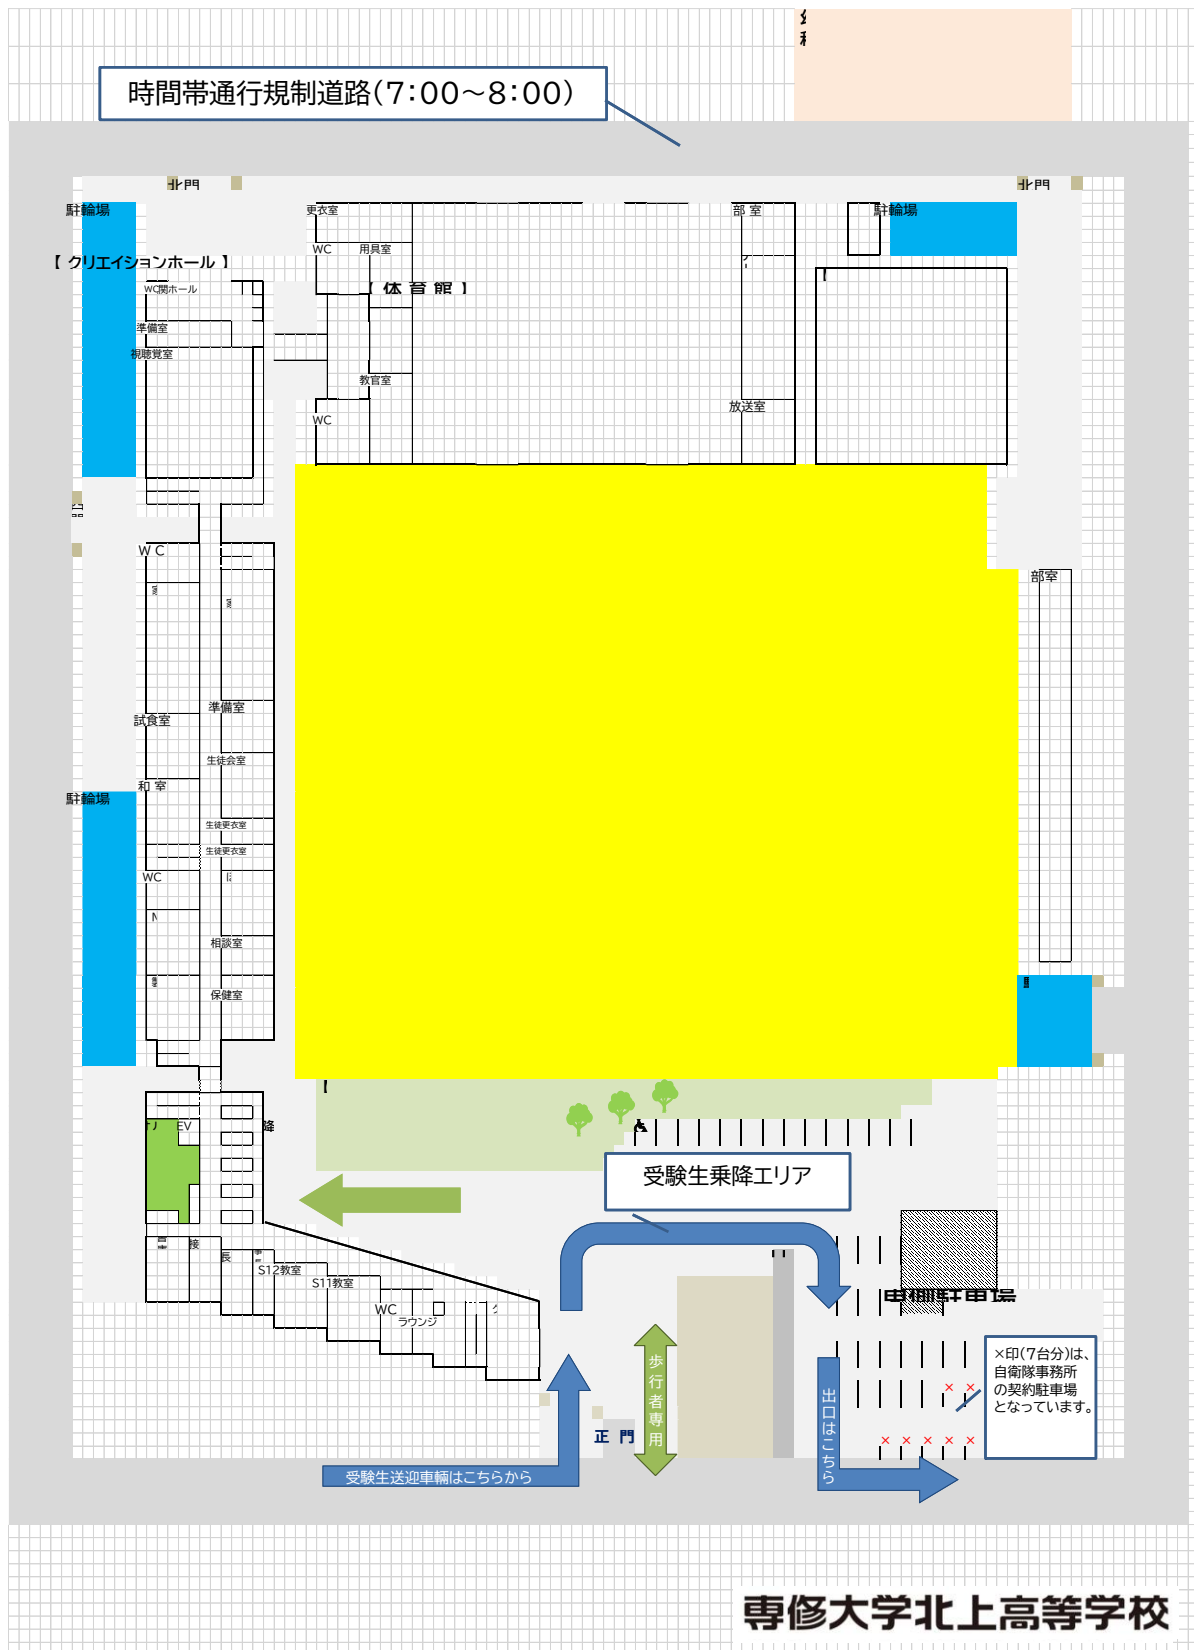 時間帯通行規制道路(7:00～8:00)
北門
北門
駐輪場
更衣室
部 室
駐輪場
WC
用具室
【 クリエイションホール 】
【 体 育 館 】
準備室
視聴覚室
教官室
放送室
WC
W C
部室
準備室
試食室
生徒会室
和 室
駐輪場
生徒更衣室
生徒更衣室
WC
相談室
保健室
EV
降
受験生乗降エリア
接
長
S12教室
S11教室
WC
ラウンジ
東側駐車場
×印(7台分)は、
自衛隊事務所
の契約駐車場
となっています。
歩行者専用
出口はこちら
正 門
受験生送迎車輛はこちらから
専修大学北上高等学校